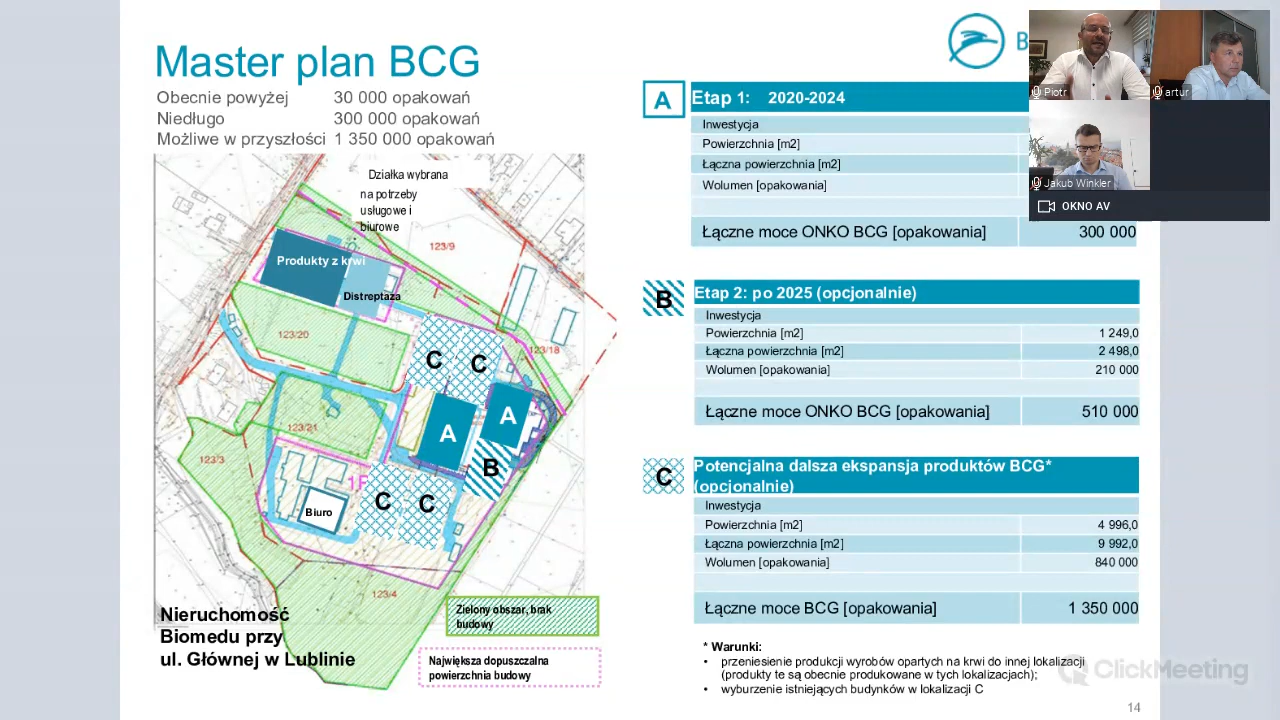 Master plan BCG
Obecnie powyżej 30 000 opakowań
Niedługo 300 000 opakowań
Możliwe w przyszłości 1 350 000 opakowań
Działka wybrana
na potrzeby
usługowe i
biurowe
123/9
Produkty z krwi
Distreptaza
123/20
123/18
C
C
A
A
123/21
B
123/3
C
C
Biuro
123/4
Nieruchomość
Biomedu przy
ul. Głównej w Lublinie
Zielony obszar, brak
budowy
Największa dopuszczalna
powierzchnia budowy
B
A
Etap 1: 2020-2024
Inwestycja
Powierzchnia [m2]
Łączna powierzchnia [m2]
Wolumen [opakowania]
Łączne moce ONKO BCG [opakowania] 300 000
B
Etap 2: po 2025 (opcjonalnie)
Inwestycja
Powierzchnia [m2] 1 249,0
Łączna powierzchnia [m2] 2 498,0
Wolumen [opakowania] 210 000
Łączne moce ONKO BCG [opakowania] 510 000
C
Potencjalna dalsza ekspansja produktów BCG*
(opcjonalnie)
Inwestycja
Powierzchnia [m2] 4 996,0
Łączna powierzchnia [m2] 9 992,0
Wolumen [opakowania] 840 000
Łączne moce BCG [opakowania] 1 350 000
* Warunki:
• przeniesienie produkcji wyrobów opartych na krwi do innej lokalizacji
(produkty te są obecnie produkowane w tych lokalizacjach);
• wyburzenie istniejących budynków w lokalizacji C
14
Piotr
artur
Jakub Winkler
OKNO AV
ClickMeeting